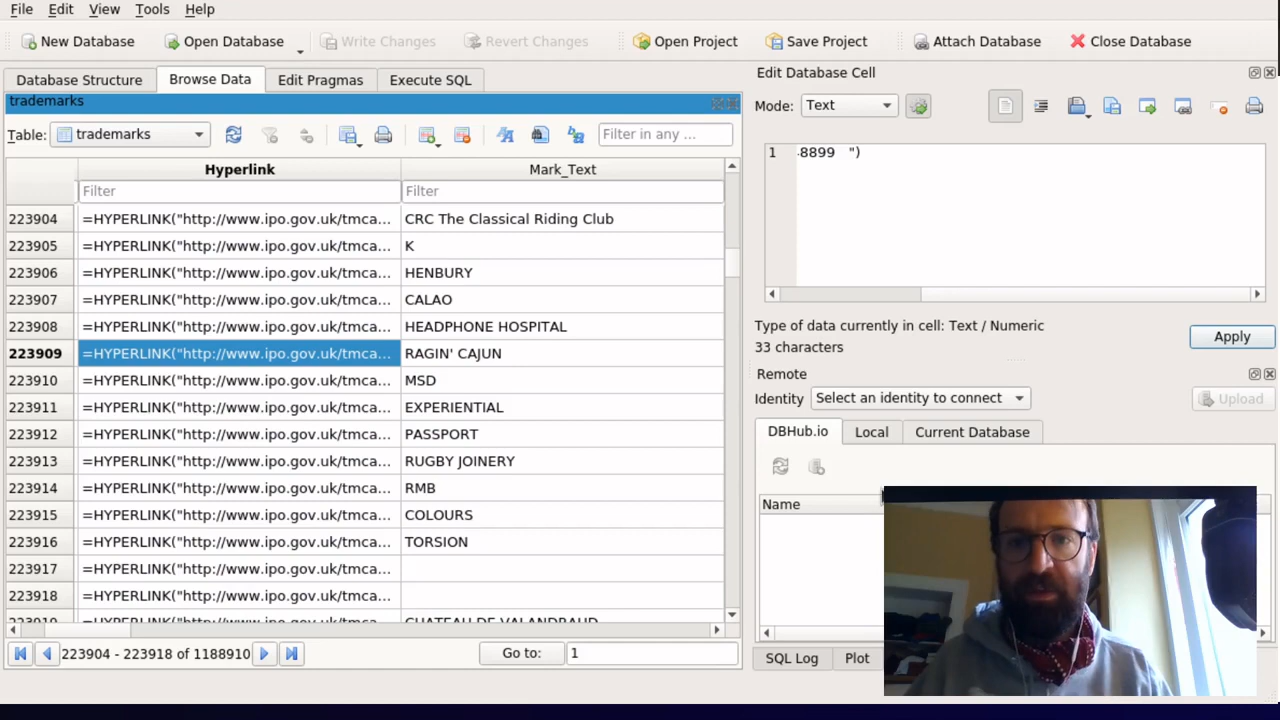 File Edit View Tools Help
New Database Open Database Write Changes Revert Changes Open Project Save Project Attach Database Close Database
Database Structure Browse Data Edit Pragmas Execute SQL
trademarks
Table: trademarks Filter in any ...
Hyperlink Mark_Text
Filter Filter
223904 =HYPERLINK("http://www.ipo.gov.uk/tmca... CRC The Classical Riding Club
223905 =HYPERLINK("http://www.ipo.gov.uk/tmca... K
223906 =HYPERLINK("http://www.ipo.gov.uk/tmca... HENBURY
223907 =HYPERLINK("http://www.ipo.gov.uk/tmca... CALAO
223908 =HYPERLINK("http://www.ipo.gov.uk/tmca... HEADPHONE HOSPITAL
223909 =HYPERLINK("http://www.ipo.gov.uk/tmca... RAGIN' CAJUN
223910 =HYPERLINK("http://www.ipo.gov.uk/tmca... MSD
223911 =HYPERLINK("http://www.ipo.gov.uk/tmca... EXPERIENTIAL
223912 =HYPERLINK("http://www.ipo.gov.uk/tmca... PASSPORT
223913 =HYPERLINK("http://www.ipo.gov.uk/tmca... RUGBY JOINERY
223914 =HYPERLINK("http://www.ipo.gov.uk/tmca... RMB
223915 =HYPERLINK("http://www.ipo.gov.uk/tmca... COLOURS
223916 =HYPERLINK("http://www.ipo.gov.uk/tmca... TORSION
223917 =HYPERLINK("http://www.ipo.gov.uk/tmca...
223918 =HYPERLINK("http://www.ipo.gov.uk/tmca...
223919 =HYPERLINK("http://www.ipo.gov.uk/tmca... CHATEAU DE VALANDRAUD
223904 - 223918 of 1188910 Go to: 1
Edit Database Cell
Mode: Text
1 8899 ")
Type of data currently in cell: Text / Numeric
33 characters
Apply
Remote
Identity Select an identity to connect Upload
DBHub.io Local Current Database
Name
SQL Log Plot